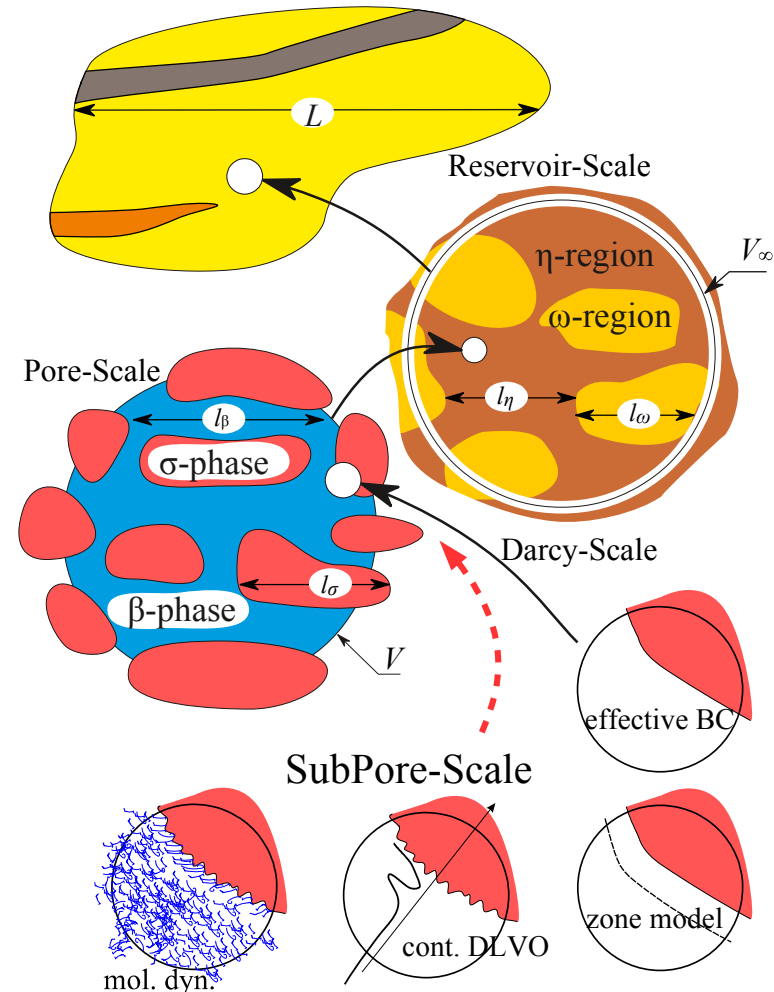 L
Reservoir-Scale
V∞
η-region
ω-region
lη
lω
Pore-Scale
lβ
σ-phase
Darcy-Scale
lσ
β-phase
V
effective BC
SubPore-Scale
mol. dyn.
cont. DLVO
zone model